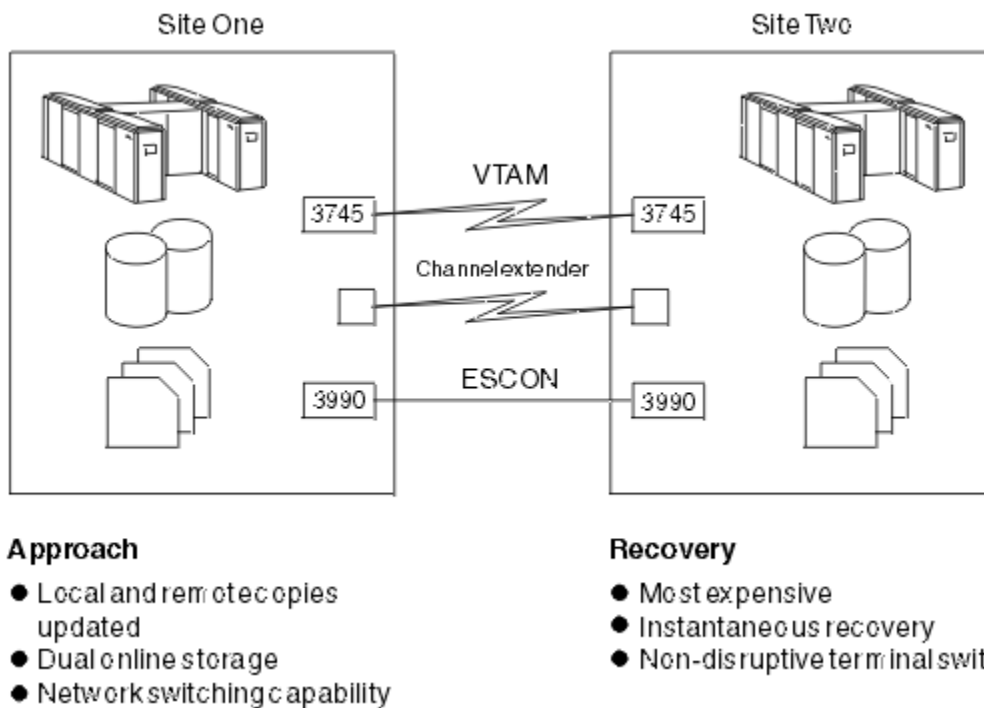 Site One
Site Two
VTAM
3745
3745
Channel extender
ESCON
3990
3990
Approach
● Local and remote copies
updated
● Dual online storage
● Network switching capability
Recovery
● Most expensive
● Instantaneous recovery
● Non-disruptive terminal swit